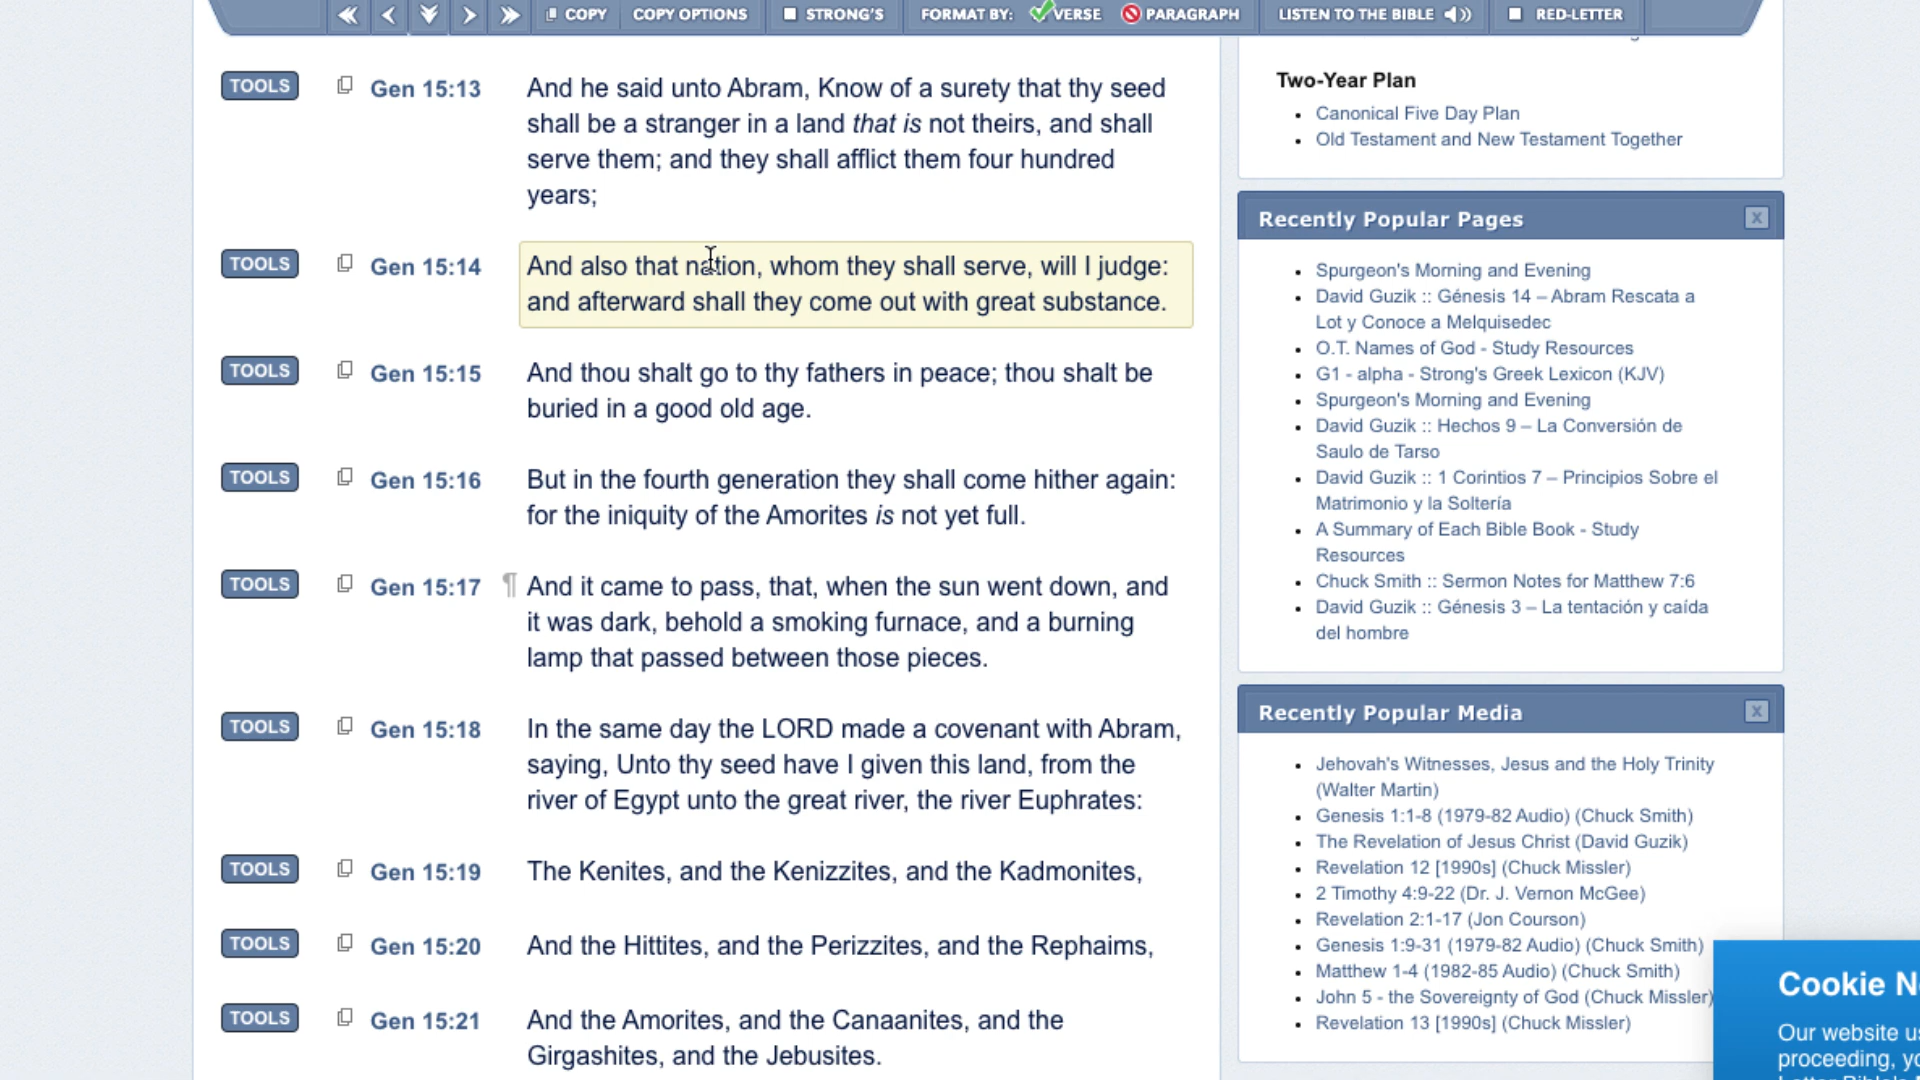 COPY COPY OPTIONS STRONG'S FORMAT BY: VERSE PARAGRAPH LISTEN TO THE BIBLE RED-LETTER
TOOLS Gen 15:13 And he said unto Abram, Know of a surety that thy seed
shall be a stranger in a land that is not theirs, and shall
serve them; and they shall afflict them four hundred
years;
TOOLS Gen 15:14 And also that nation, whom they shall serve, will I judge:
and afterward shall they come out with great substance.
TOOLS Gen 15:15 And thou shalt go to thy fathers in peace; thou shalt be
buried in a good old age.
TOOLS Gen 15:16 But in the fourth generation they shall come hither again:
for the iniquity of the Amorites is not yet full.
TOOLS Gen 15:17 ¶ And it came to pass, that, when the sun went down, and
it was dark, behold a smoking furnace, and a burning
lamp that passed between those pieces.
TOOLS Gen 15:18 In the same day the LORD made a covenant with Abram,
saying, Unto thy seed have I given this land, from the
river of Egypt unto the great river, the river Euphrates:
TOOLS Gen 15:19 The Kenites, and the Kenizzites, and the Kadmonites,
TOOLS Gen 15:20 And the Hittites, and the Perizzites, and the Rephaims,
TOOLS Gen 15:21 And the Amorites, and the Canaanites, and the
Girgashites, and the Jebusites.
Two-Year Plan
• Canonical Five Day Plan
• Old Testament and New Testament Together
Recently Popular Pages X
• Spurgeon's Morning and Evening
• David Guzik :: Génesis 14 – Abram Rescata a
Lot y Conoce a Melquisedec
• O.T. Names of God - Study Resources
• G1 - alpha - Strong's Greek Lexicon (KJV)
• Spurgeon's Morning and Evening
• David Guzik :: Hechos 9 – La Conversión de
Saulo de Tarso
• David Guzik :: 1 Corintios 7 – Principios Sobre el
Matrimonio y la Soltería
• A Summary of Each Bible Book - Study
Resources
• Chuck Smith :: Sermon Notes for Matthew 7:6
• David Guzik :: Génesis 3 – La tentación y caída
del hombre
Recently Popular Media X
• Jehovah's Witnesses, Jesus and the Holy Trinity
(Walter Martin)
• Genesis 1:1-8 (1979-82 Audio) (Chuck Smith)
• The Revelation of Jesus Christ (David Guzik)
• Revelation 12 [1990s] (Chuck Missler)
• 2 Timothy 4:9-22 (Dr. J. Vernon McGee)
• Revelation 2:1-17 (Jon Courson)
• Genesis 1:9-31 (1979-82 Audio) (Chuck Smith)
• Matthew 1-4 (1982-85 Audio) (Chuck Smith)
• John 5 - the Sovereignty of God (Chuck Missler)
• Revelation 13 [1990s] (Chuck Missler)
Cookie
Our website
proceeding,